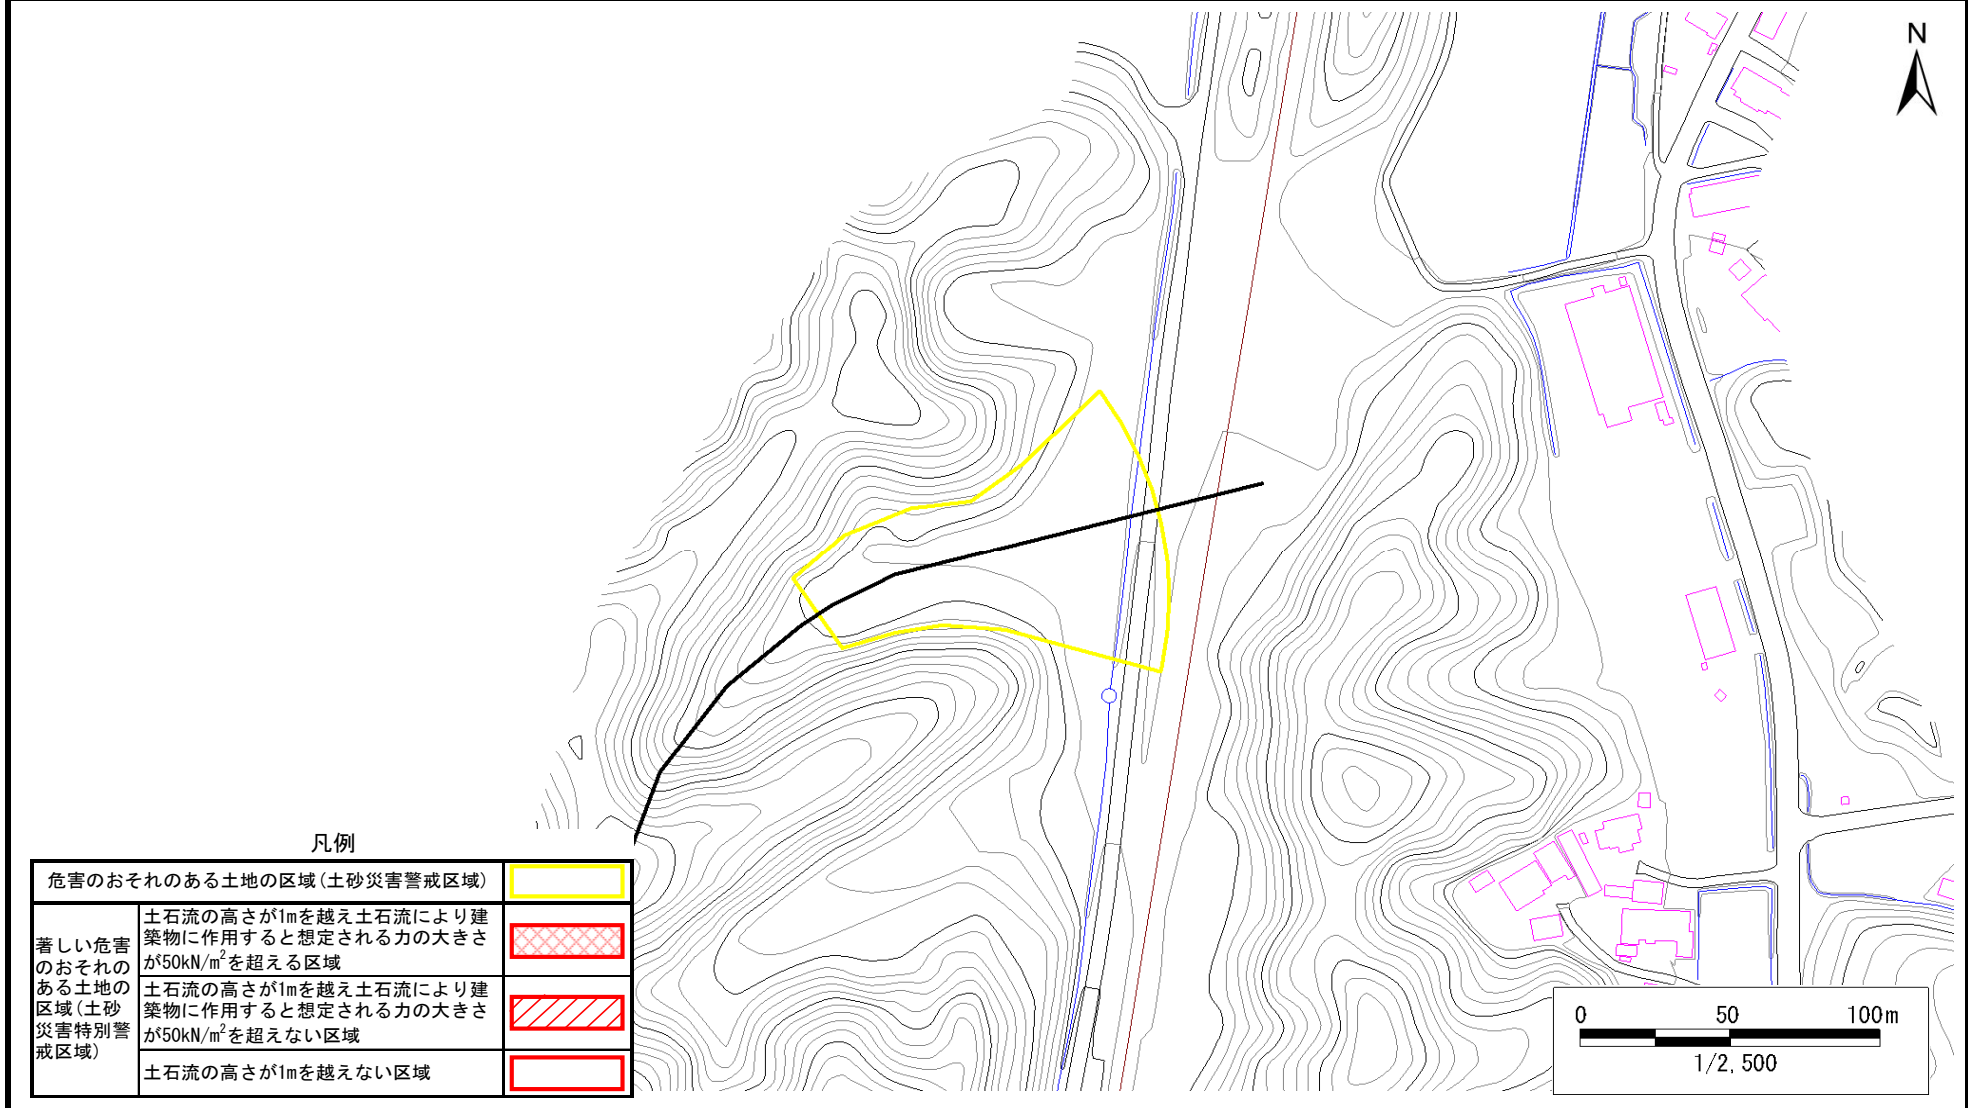 N
凡例
危害のおそれのある土地の区域(土砂災害警戒区域)
著しい危害
のおそれの
ある土地の
区域(土砂
災害特別警
戒区域)
土石流の高さが1mを越え土石流により建
築物に作用すると想定される力の大きさ
が50kN/m²を超える区域
土石流の高さが1mを越え土石流により建
築物に作用すると想定される力の大きさ
が50kN/m²を超えない区域
土石流の高さが1mを越えない区域
0 50 100m
1/2,500